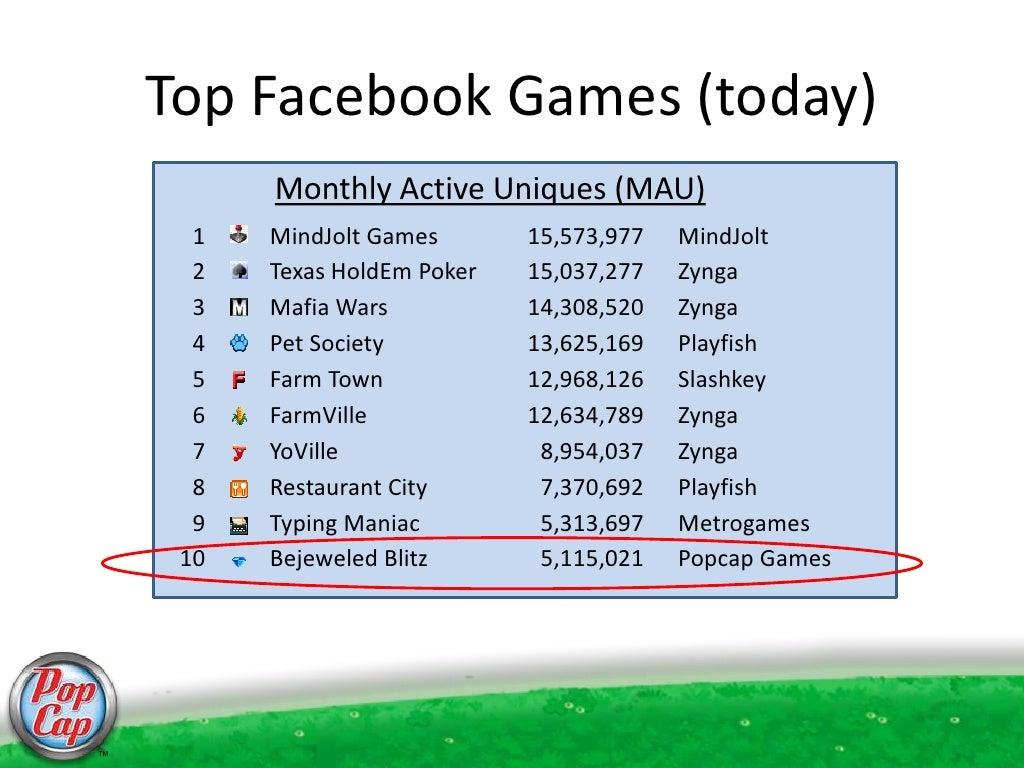 Top Facebook Games (today)
Monthly Active Uniques (MAU)
1 MindJolt Games 15,573,977 MindJolt
2 Texas HoldEm Poker 15,037,277 Zynga
3 Mafia Wars 14,308,520 Zynga
4 Pet Society 13,625,169 Playfish
5 Farm Town 12,968,126 Slashkey
6 FarmVille 12,634,789 Zynga
7 YoVille 8,954,037 Zynga
8 Restaurant City 7,370,692 Playfish
9 Typing Maniac 5,313,697 Metrogames
10 Bejeweled Blitz 5,115,021 Popcap Games
Pop
Cap
TM